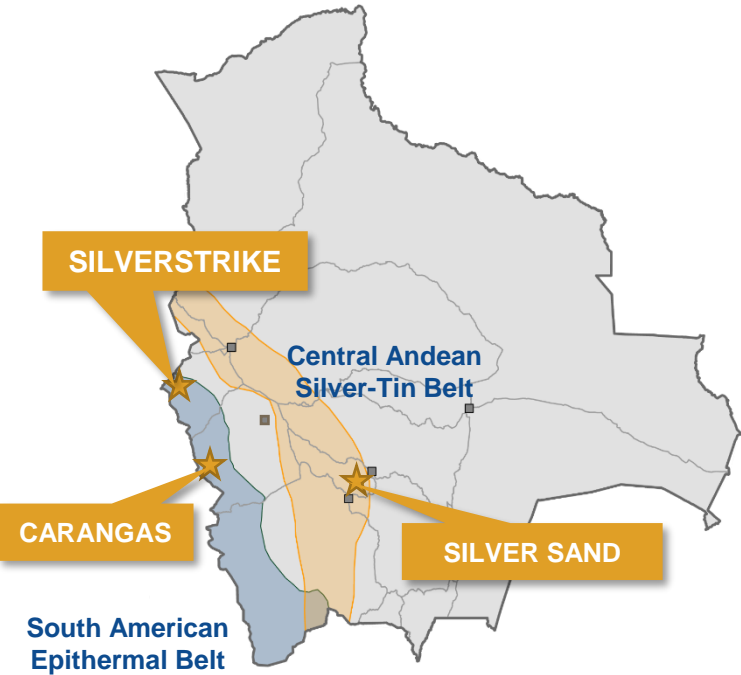 SILVERSTRIKE
Central Andean
Silver-Tin Belt
CARANGAS
SILVER SAND
South American
Epithermal Belt